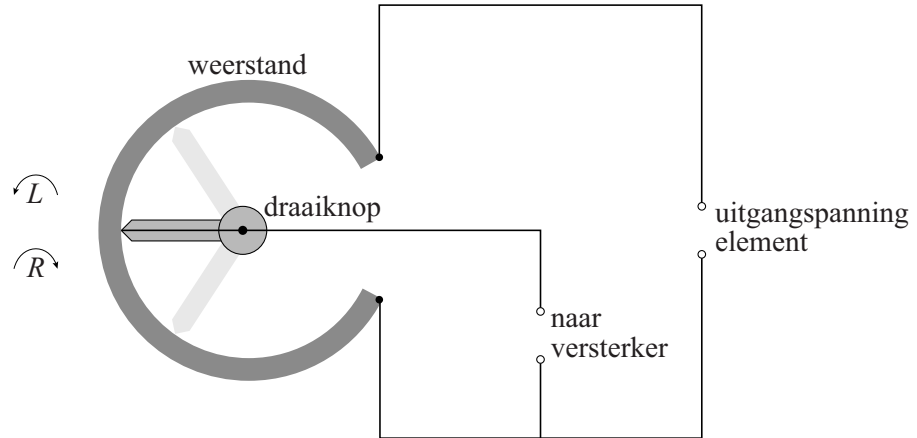 weerstand
L
draaiknop
uitgangspanning
element
R
naar
versterker